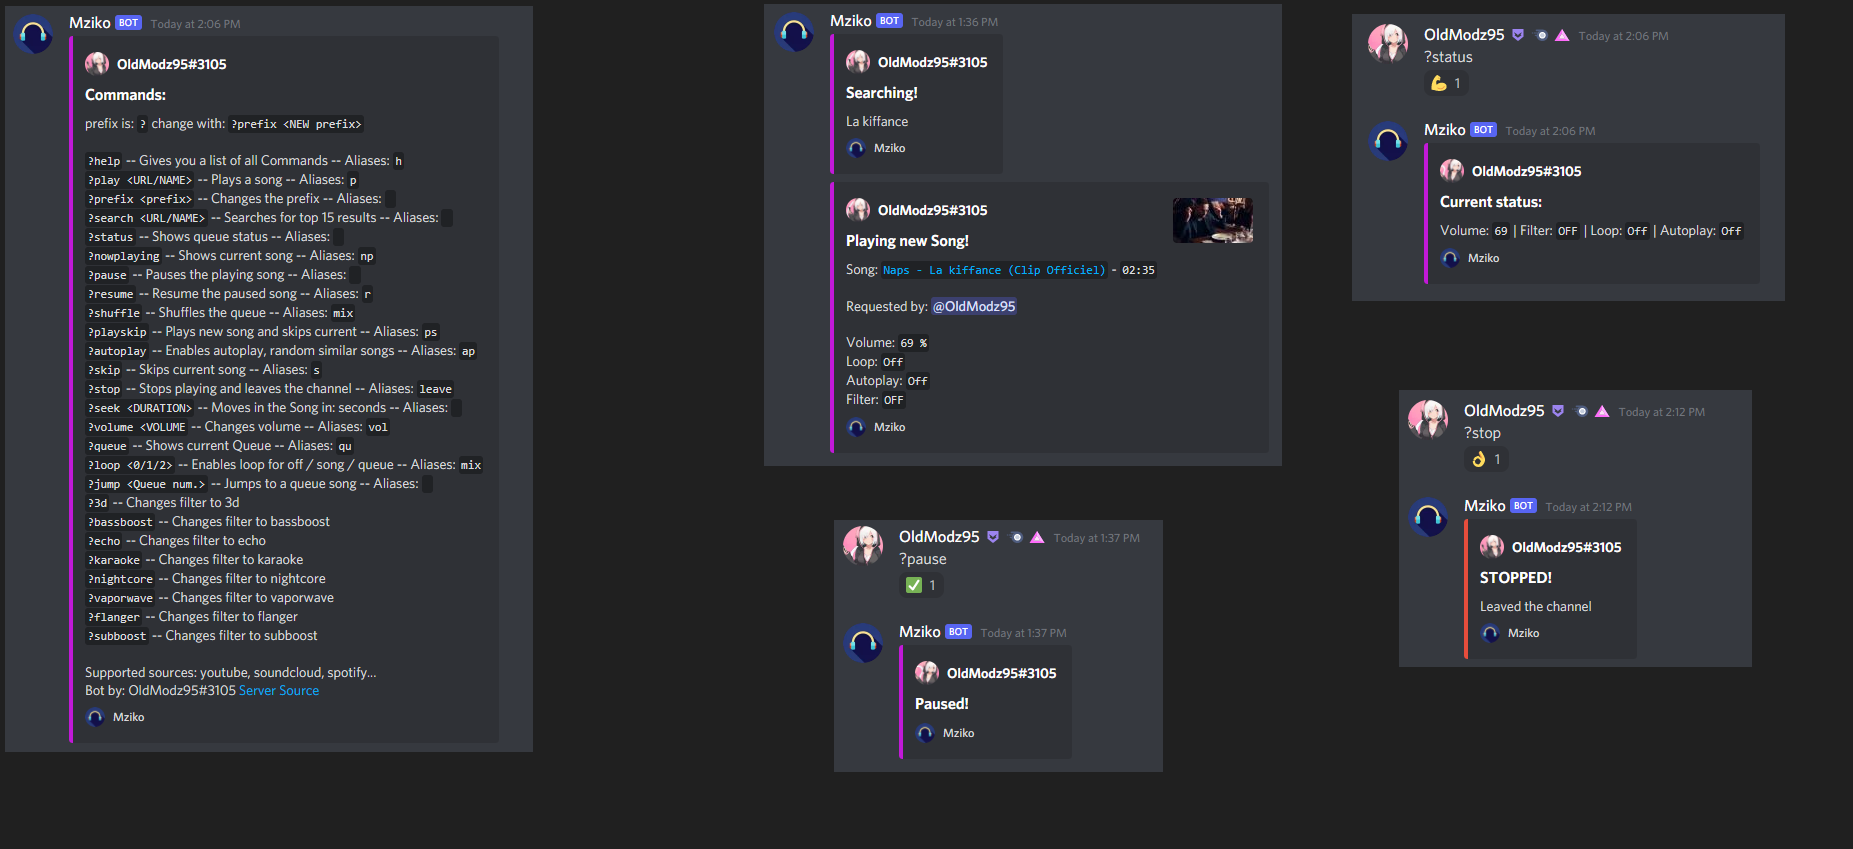 Mziko BOT Today at 2:06 PM
OldModz95#3105
Commands:
prefix is: ? change with: ?prefix <NEW prefix>
?help -- Gives you a list of all Commands -- Aliases: h
?play <URL/NAME> -- Plays a song -- Aliases: p
?prefix <prefix> -- Changes the prefix -- Aliases:
?search <URL/NAME> -- Searches for top 15 results -- Aliases:
?status -- Shows queue status -- Aliases:
?nowplaying -- Shows current song -- Aliases: np
?pause -- Pauses the playing song -- Aliases:
?resume -- Resume the paused song -- Aliases: r
?shuffle -- Shuffles the queue -- Aliases: mix
?playskip -- Plays new song and skips current -- Aliases: ps
?autoplay -- Enables autoplay, random similar songs -- Aliases: ap
?skip -- Skips current song -- Aliases: s
?stop -- Stops playing and leaves the channel -- Aliases: leave
?seek <DURATION> -- Moves in the Song in: seconds -- Aliases:
?volume <VOLUME -- Changes volume -- Aliases: vol
?queue -- Shows current Queue -- Aliases: qu
?loop <0/1/2> -- Enables loop for off / song / queue -- Aliases: mix
?jump <Queue num.> -- Jumps to a queue song -- Aliases:
?3d -- Changes filter to 3d
?bassboost -- Changes filter to bassboost
?echo -- Changes filter to echo
?karaoke -- Changes filter to karaoke
?nightcore -- Changes filter to nightcore
?vaporwave -- Changes filter to vaporwave
?flanger -- Changes filter to flanger
?subboost -- Changes filter to subboost
Supported sources: youtube, soundcloud, spotify...
Bot by: OldModz95#3105 Server Source
Mziko
Mziko BOT Today at 1:36 PM
OldModz95#3105
Searching!
La kiffance
Mziko
OldModz95#3105
Playing new Song!
Song: Naps - La kiffance (Clip Officiel) - 02:35
Requested by: @OldModz95
Volume: 69 %
Loop: Off
Autoplay: Off
Filter: OFF
Mziko
OldModz95 Today at 1:37 PM
?pause
1
Mziko BOT Today at 1:37 PM
OldModz95#3105
Paused!
Mziko
OldModz95 Today at 2:06 PM
?status
1
Mziko BOT Today at 2:06 PM
OldModz95#3105
Current status:
Volume: 69 | Filter: OFF | Loop: Off | Autoplay: Off
Mziko
OldModz95 Today at 2:12 PM
?stop
1
Mziko BOT Today at 2:12 PM
OldModz95#3105
STOPPED!
Leaved the channel
Mziko